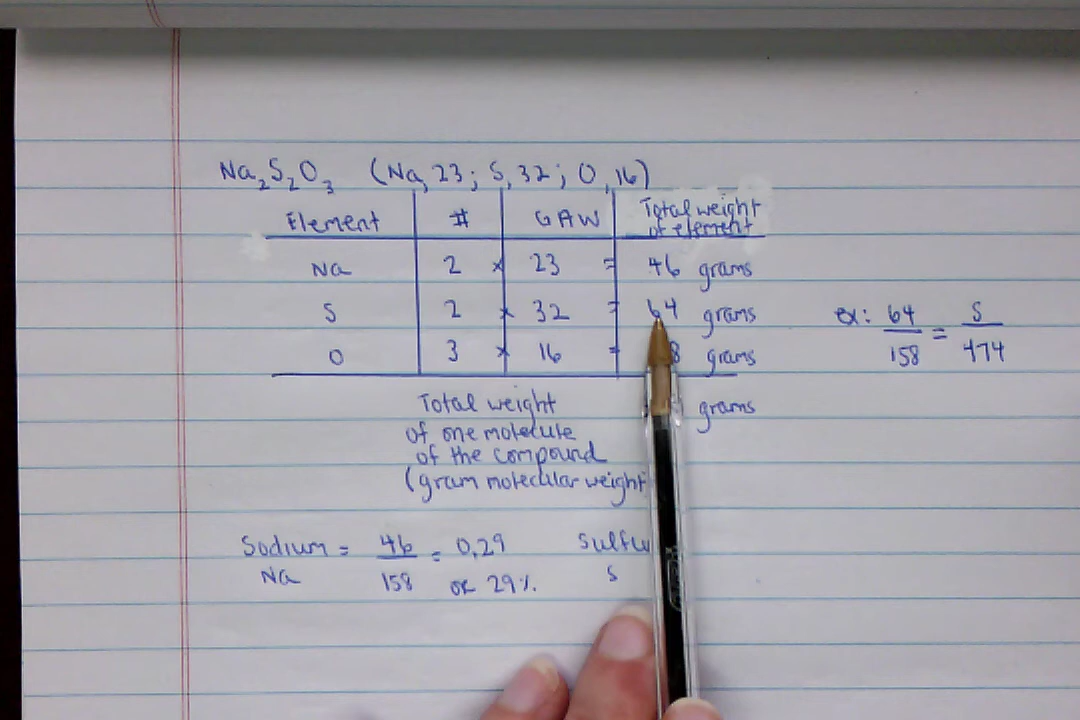 Na2S2O3 (Na, 23; S, 32; O, 16)
Element # GAW Total weight of element
Na 2 x 23 = 46 grams
S 2 x 32 = 64 grams
O 3 x 16 = 8 grams
ex: 64/158 = S/474
Total weight grams
of one molecule
of the compound
(gram molecular weight
Sodium = 46/158 = 0.29 Sulfu
Na or 29%. S